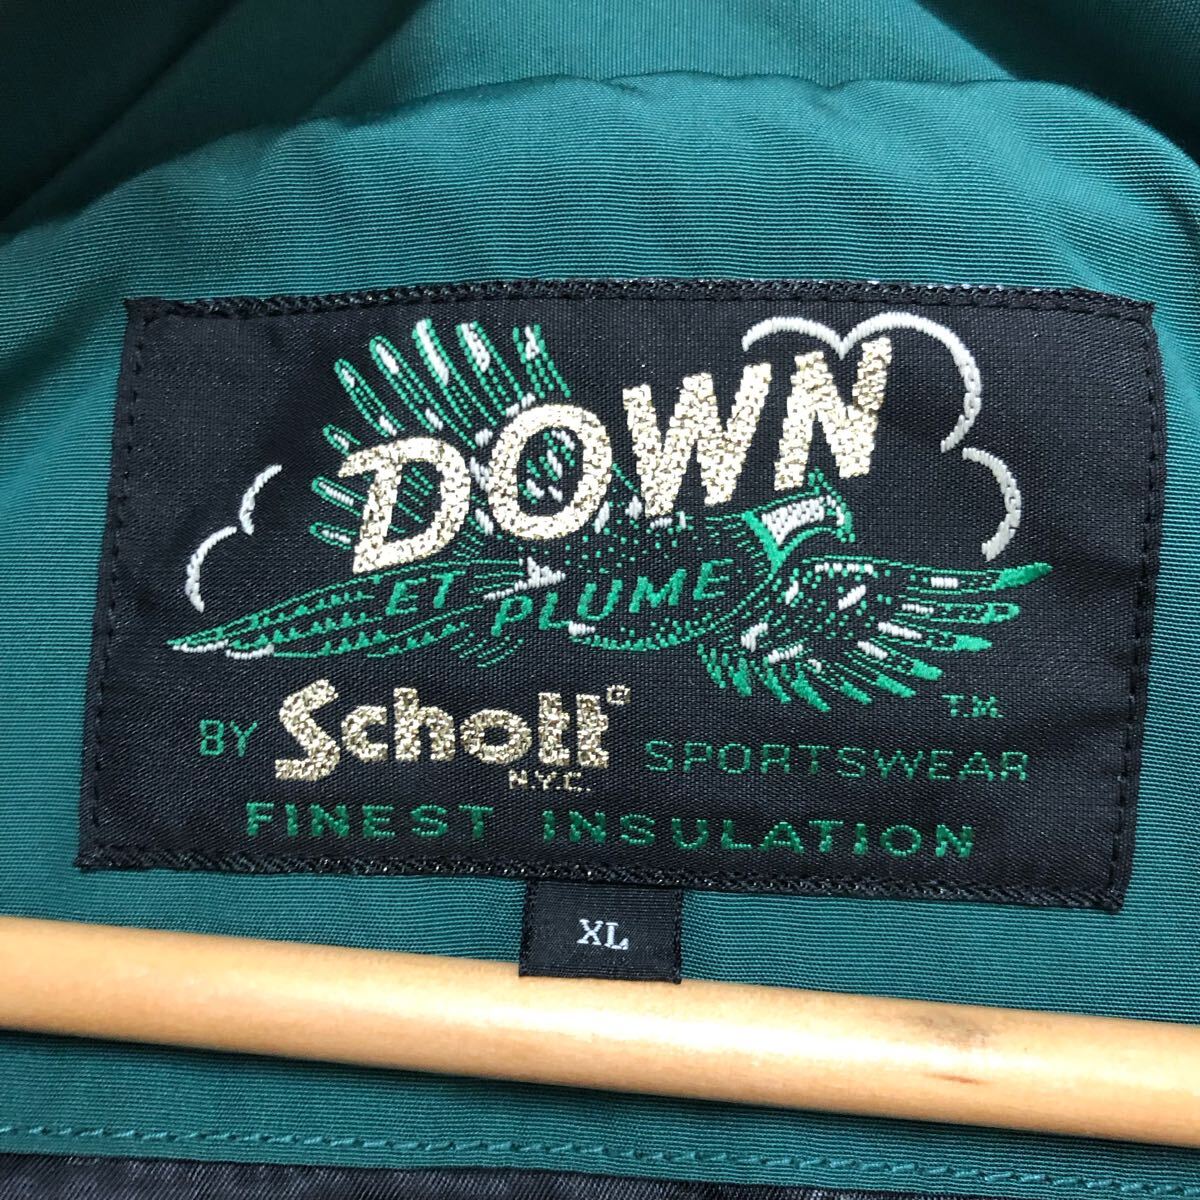 DOWN
ET PLUME
T.M.
BY Schott® SPORTSWEAR
N.Y.C.
FINEST INSULATION
XL